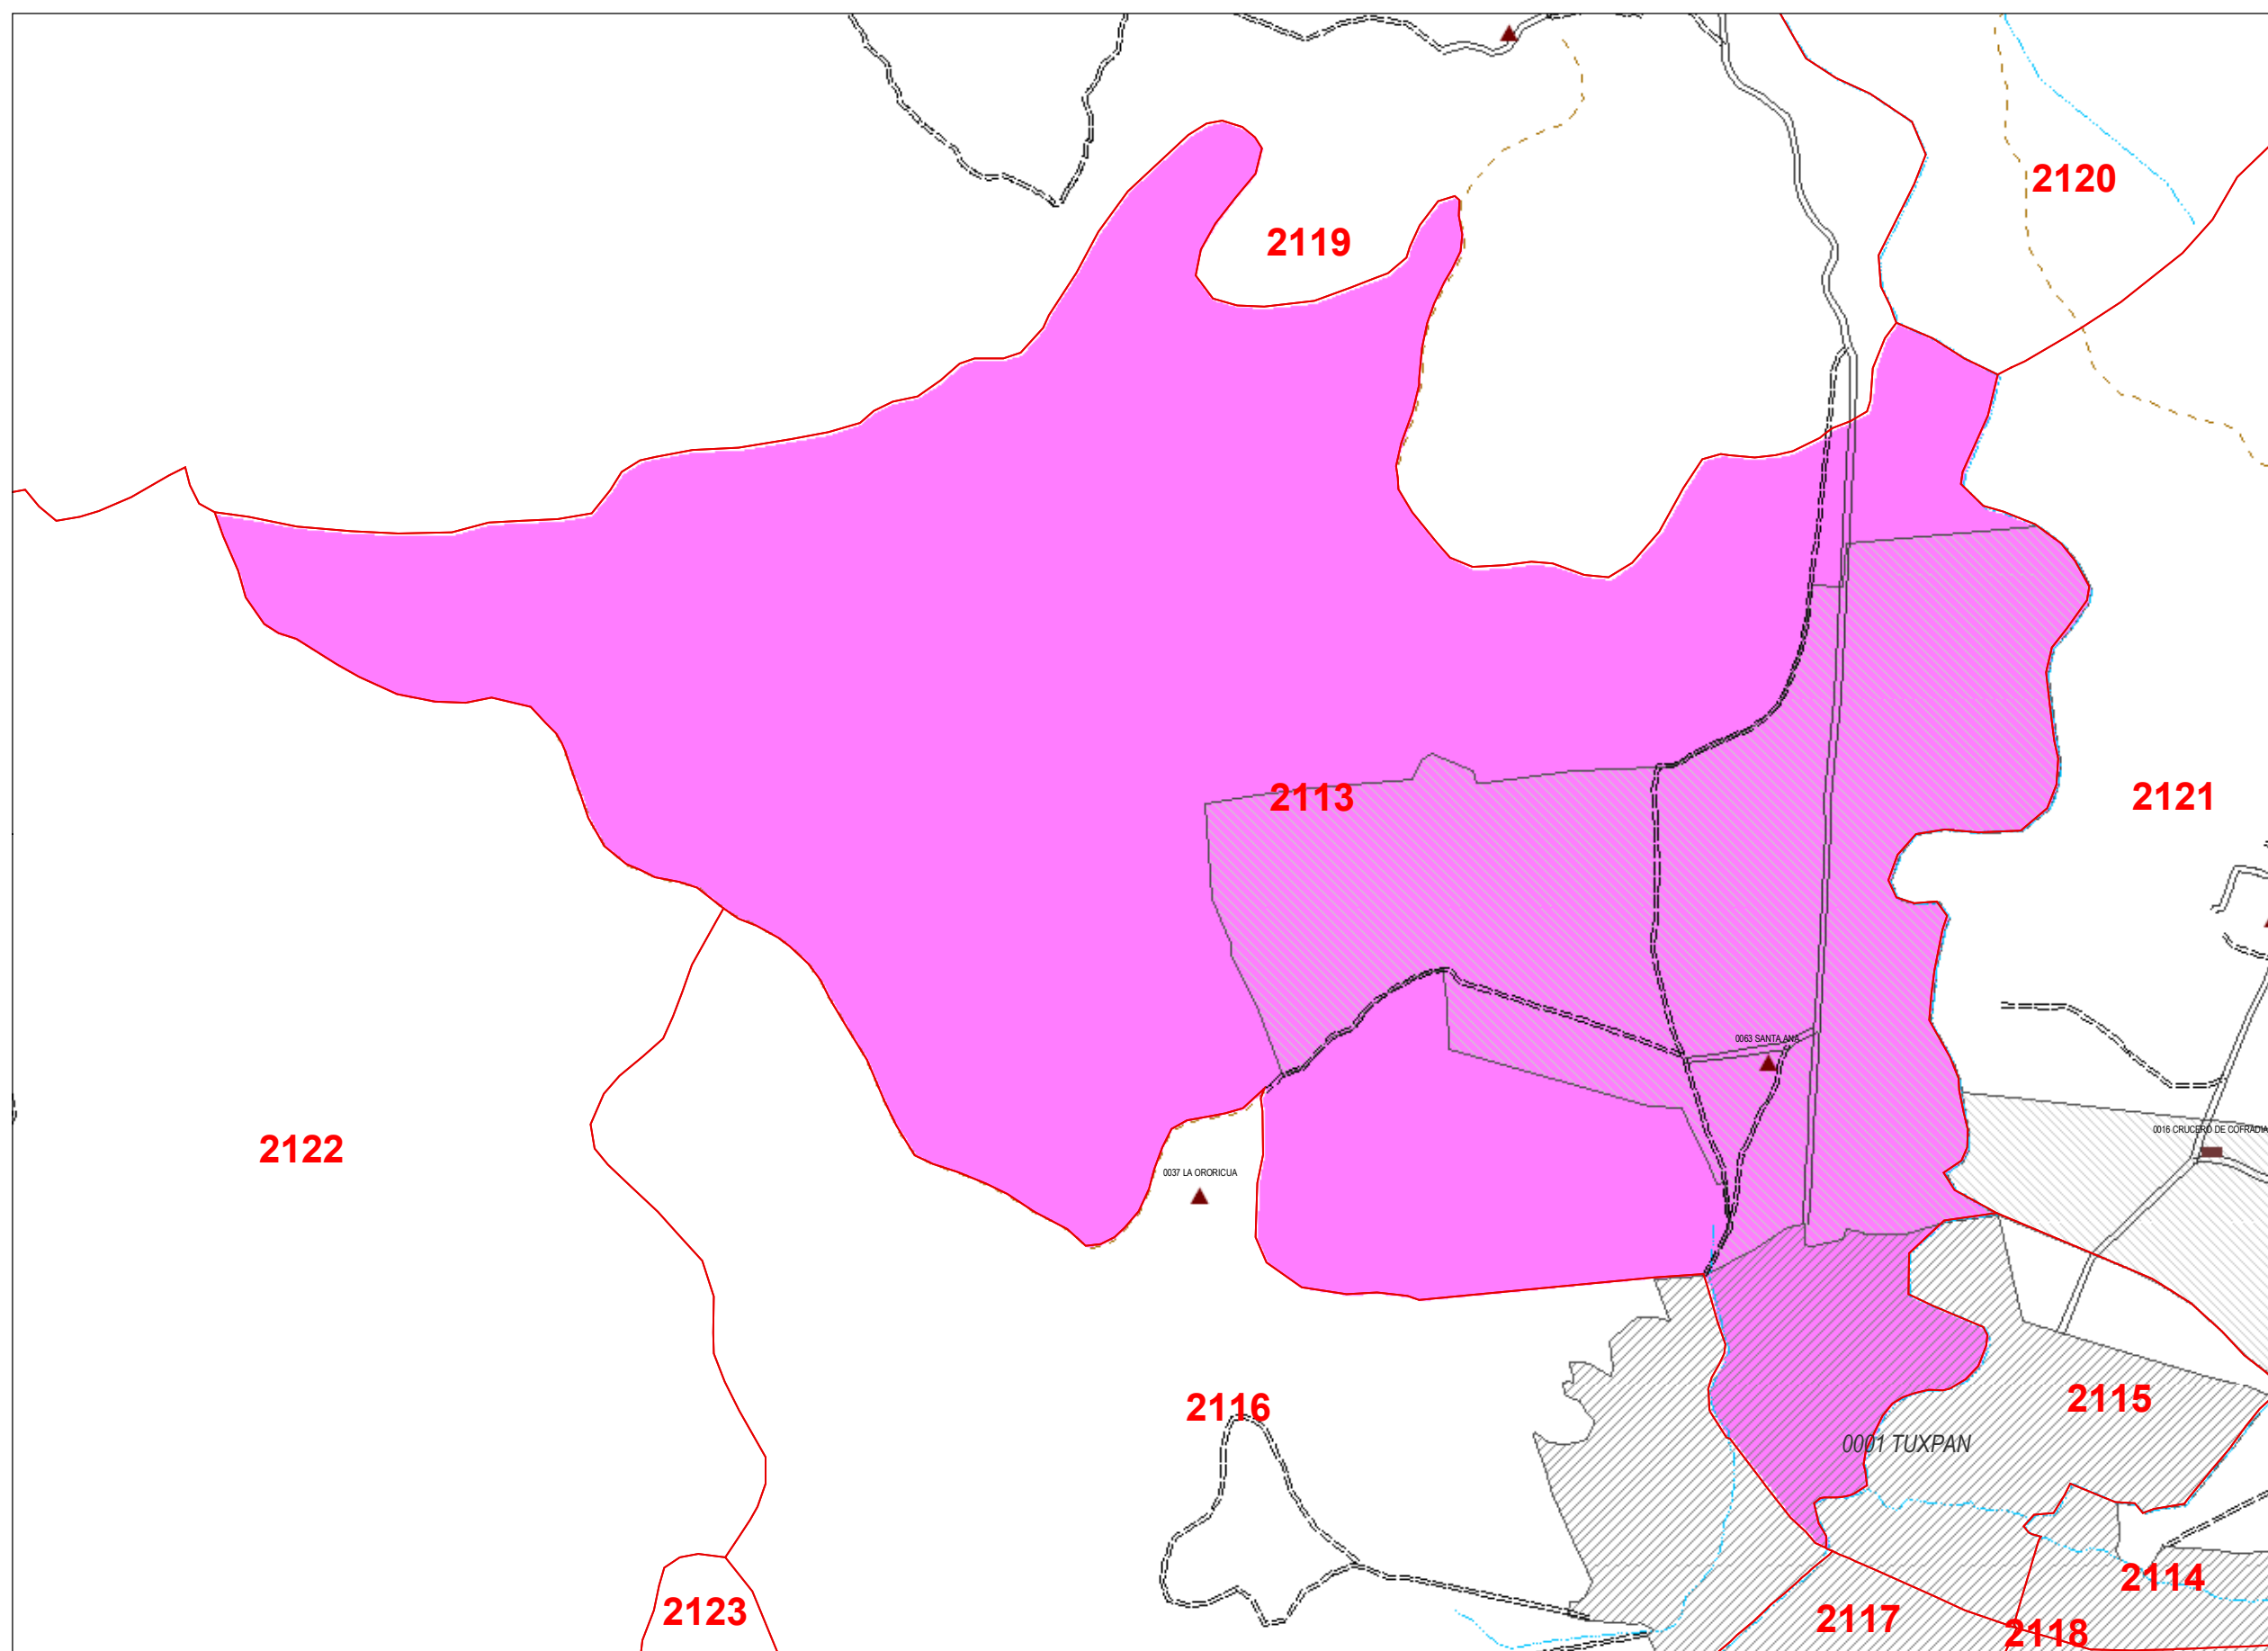 2120
2119
2113
2121
0063 SANTA ANA
0016 CRUCERO DE COFRADIA
2122
0037 LA ORORICUA
2115
2116
0001 TUXPAN
2114
2123
2117
2118